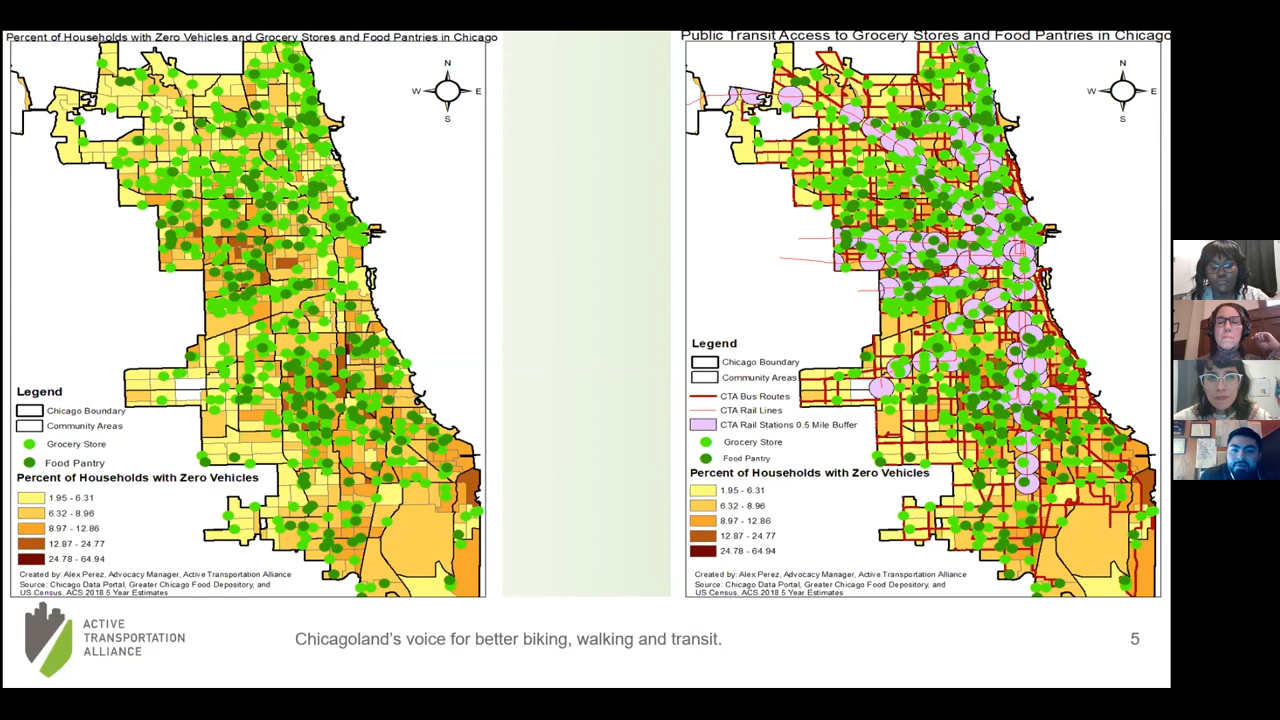 Percent of Households with Zero Vehicles and Grocery Stores and Food Pantries in Chicago
N
W
E
S
Legend
Chicago Boundary
Community Areas
Grocery Store
Food Pantry
Percent of Households with Zero Vehicles
1.95 - 6.31
6.32 - 8.96
8.97 - 12.86
12.87 - 24.77
24.78 - 64.94
Created by: Alex Perez, Advocacy Manager, Active Transportation Alliance
Source: Chicago Data Portal, Greater Chicago Food Depository, and
US Census, ACS 2018 5 Year Estimates
Public Transit Access to Grocery Stores and Food Pantries in Chicago
N
W
E
S
Legend
Chicago Boundary
Community Areas
CTA Bus Routes
CTA Rail Lines
CTA Rail Stations 0.5 Mile Buffer
Grocery Store
Food Pantry
Percent of Households with Zero Vehicles
1.95 - 6.31
6.32 - 8.96
8.97 - 12.86
12.87 - 24.77
24.78 - 64.94
Created by: Alex Perez, Advocacy Manager, Active Transportation Alliance
Source: Chicago Data Portal, Greater Chicago Food Depository, and
US Census, ACS 2018 5 Year Estimates
ACTIVE
TRANSPORTATION
ALLIANCE
Chicagoland's voice for better biking, walking and transit.
5